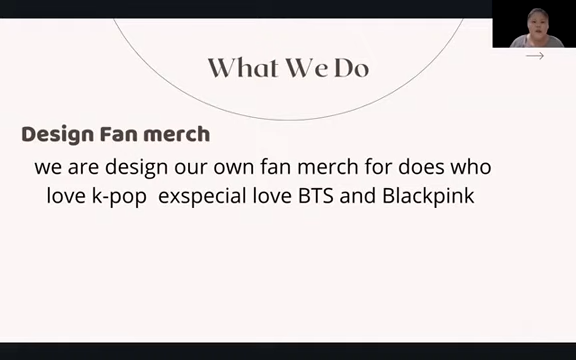 What We Do
Design Fan merch
we are design our own fan merch for does who
love k-pop exspecial love BTS and Blackpink